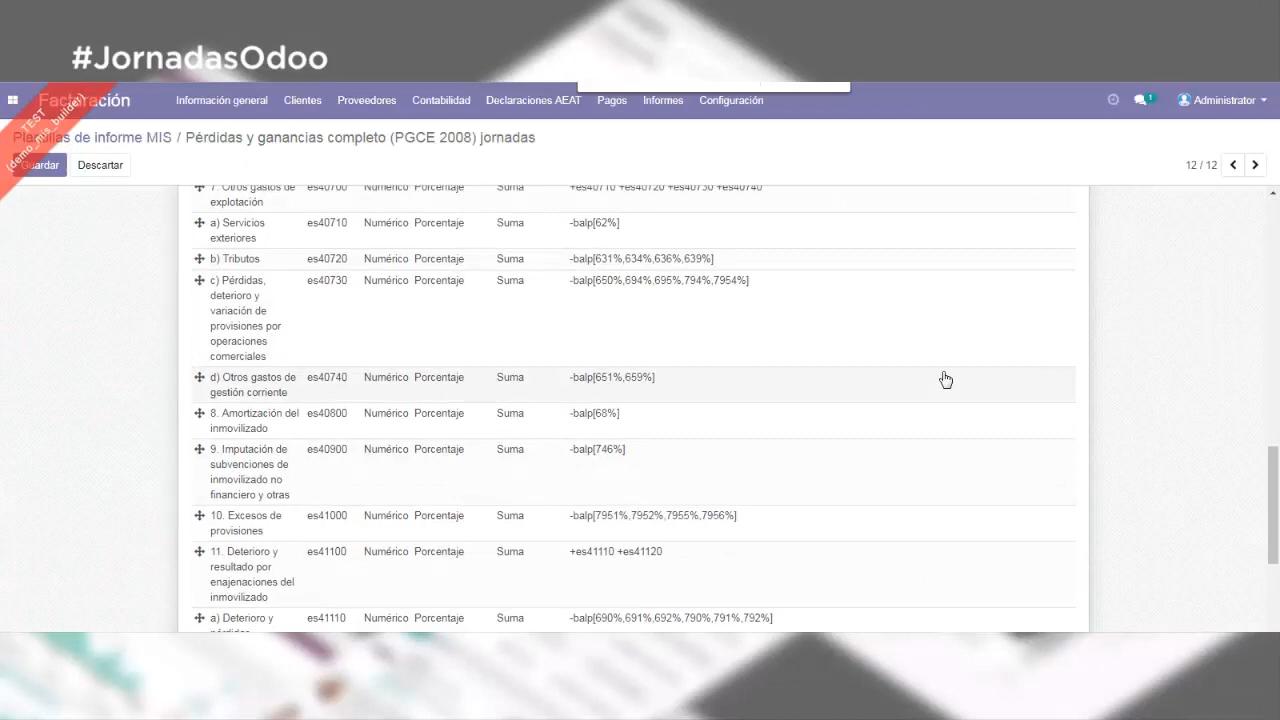 #JornadasOdoo
TEST
(demo_mis_builder)
Facturación
Información general
Clientes
Proveedores
Contabilidad
Declaraciones AEAT
Pagos
Informes
Configuración
1
Administrator
Plantillas de informe MIS / Pérdidas y ganancias completo (PGCE 2008) jornadas
Guardar
Descartar
12 / 12
7. Otros gastos de es40700 Numérico Porcentaje Suma +es40710 +es40720 +es40730 +es40740
explotación
a) Servicios es40710 Numérico Porcentaje Suma -balp[62%]
exteriores
b) Tributos es40720 Numérico Porcentaje Suma -balp[631%,634%,636%,639%]
c) Pérdidas, es40730 Numérico Porcentaje Suma -balp[650%,694%,695%,794%,7954%]
deterioro y
variación de
provisiones por
operaciones
comerciales
d) Otros gastos de es40740 Numérico Porcentaje Suma -balp[651%,659%]
gestión corriente
8. Amortización del es40800 Numérico Porcentaje Suma -balp[68%]
inmovilizado
9. Imputación de es40900 Numérico Porcentaje Suma -balp[746%]
subvenciones de
inmovilizado no
financiero y otras
10. Excesos de es41000 Numérico Porcentaje Suma -balp[7951%,7952%,7955%,7956%]
provisiones
11. Deterioro y es41100 Numérico Porcentaje Suma +es41110 +es41120
resultado por
enajenaciones del
inmovilizado
a) Deterioro y es41110 Numérico Porcentaje Suma -balp[690%,691%,692%,790%,791%,792%]